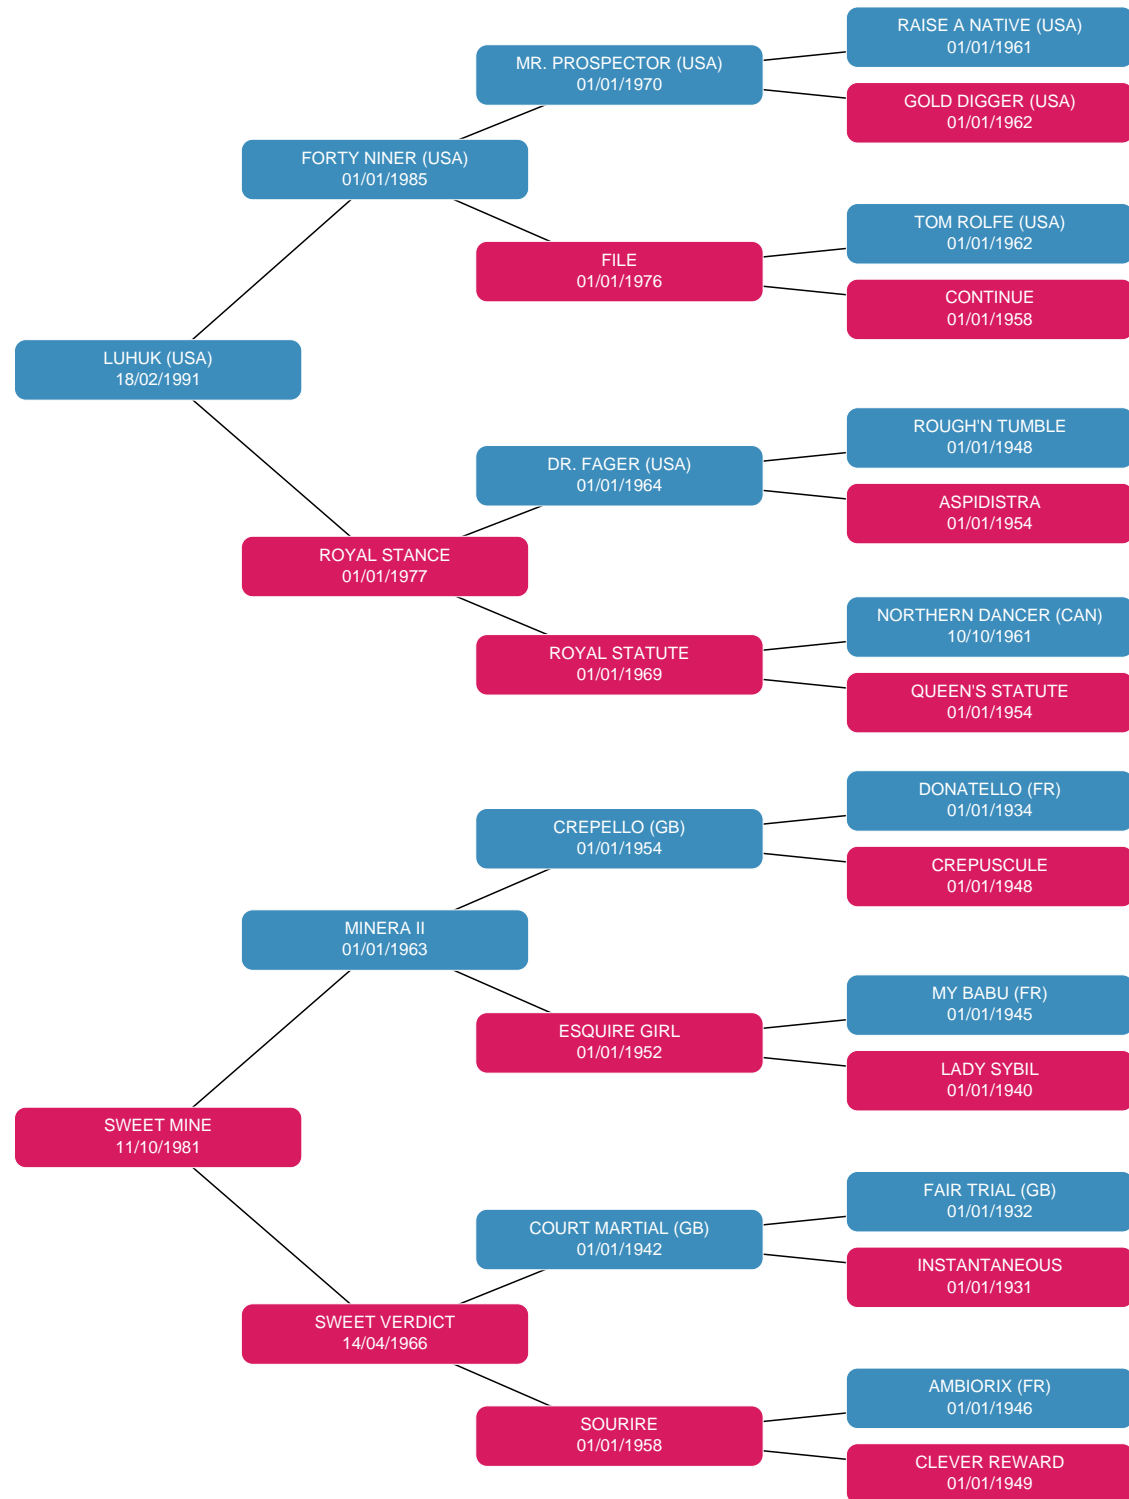 RAISE A NATIVE (USA)
01/01/1961
MR. PROSPECTOR (USA)
01/01/1970
GOLD DIGGER (USA)
01/01/1962
FORTY NINER (USA)
01/01/1985
TOM ROLFE (USA)
01/01/1962
FILE
01/01/1976
CONTINUE
01/01/1958
LUHUK (USA)
18/02/1991
ROUGH'N TUMBLE
01/01/1948
DR. FAGER (USA)
01/01/1964
ASPIDISTRA
01/01/1954
ROYAL STANCE
01/01/1977
NORTHERN DANCER (CAN)
10/10/1961
ROYAL STATUTE
01/01/1969
QUEEN'S STATUTE
01/01/1954
DONATELLO (FR)
01/01/1934
CREPELLO (GB)
01/01/1954
CREPUSCULE
01/01/1948
MINERA II
01/01/1963
MY BABU (FR)
01/01/1945
ESQUIRE GIRL
01/01/1952
LADY SYBIL
01/01/1940
SWEET MINE
11/10/1981
FAIR TRIAL (GB)
01/01/1932
COURT MARTIAL (GB)
01/01/1942
INSTANTANEOUS
01/01/1931
SWEET VERDICT
14/04/1966
AMBIORIX (FR)
01/01/1946
SOURIRE
01/01/1958
CLEVER REWARD
01/01/1949